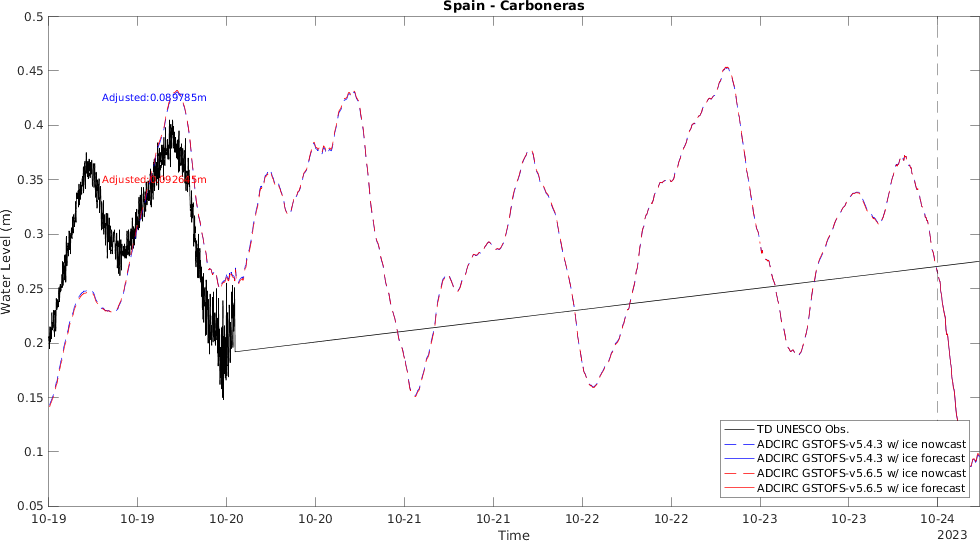 Spain - Carboneras
0.5
0.45
0.4
0.35
0.3
0.25
0.2
0.15
0.1
0.05
Water Level (m)
Adjusted:0.089785m
TD UNESCO Obs.
ADCIRC GSTOFS-v5.4.3 w/ ice nowcast
ADCIRC GSTOFS-v5.4.3 w/ ice forecast
ADCIRC GSTOFS-v5.6.5 w/ ice nowcast
ADCIRC GSTOFS-v5.6.5 w/ ice forecast
10-19 10-19 10-20 10-20 10-21 10-21 10-22 10-22 10-23 10-23 10-24
Time
2023